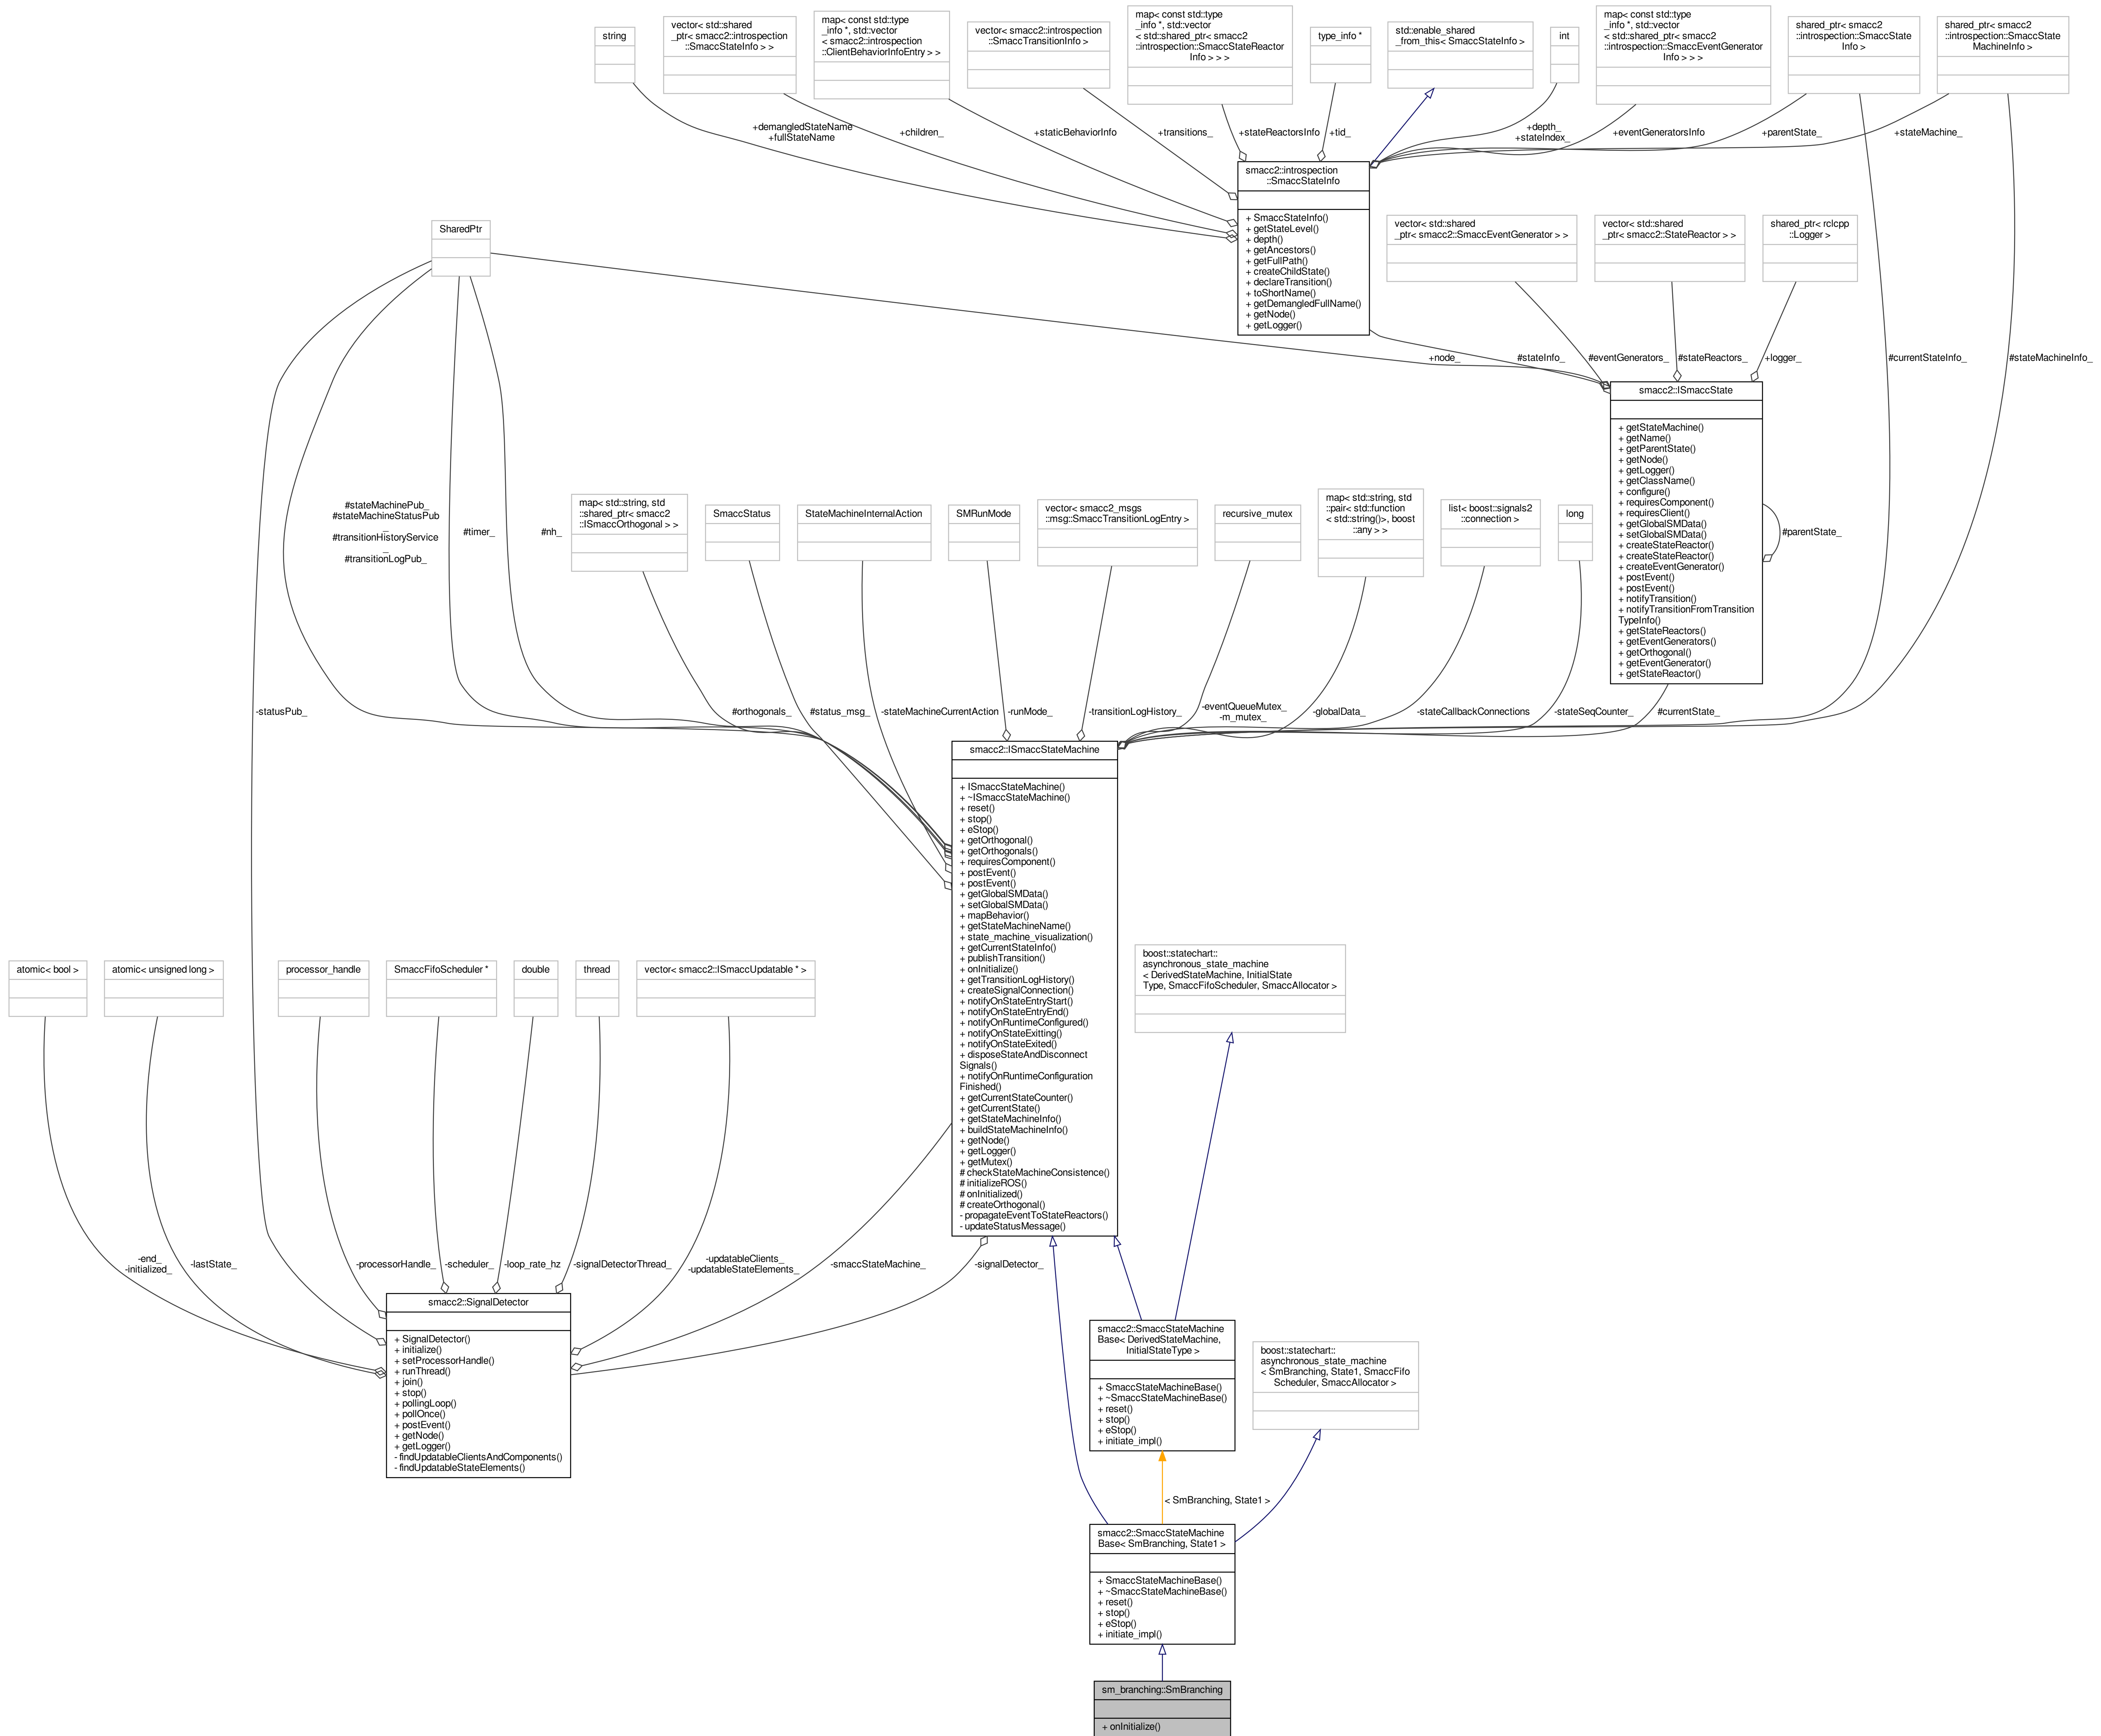 string
vector< std::shared
_ptr< smacc2::introspection
::SmaccStateInfo > >
map< const std::type
_info *, std::vector
< smacc2::introspection
::ClientBehaviorInfoEntry > >
vector< smacc2::introspection
::SmaccTransitionInfo >
map< const std::type
_info *, std::vector
< std::shared_ptr< smacc2
::introspection::SmaccStateReactor
Info > > >
type_info *
std::enable_shared
_from_this< SmaccStateInfo >
int
map< const std::type
_info *, std::vector
< std::shared_ptr< smacc2
::introspection::SmaccEventGenerator
Info > > >
shared_ptr< smacc2
::introspection::SmaccState
Info >
shared_ptr< smacc2
::introspection::SmaccState
MachineInfo >
+demangledStateName
+fullStateName
+children_
+staticBehaviorInfo
+transitions_
+stateReactorsInfo
+tid_
+depth_
+stateIndex_
+eventGeneratorsInfo
+parentState_
+stateMachine_
smacc2::introspection
::SmaccStateInfo
+ SmaccStateInfo()
+ getStateLevel()
+ depth()
+ getAncestors()
+ getFullPath()
+ createChildState()
+ declareTransition()
+ toShortName()
+ getDemangledFullName()
+ getNode()
+ getLogger()
SharedPtr
vector< std::shared
_ptr< smacc2::SmaccEventGenerator > >
vector< std::shared
_ptr< smacc2::StateReactor > >
shared_ptr< rclcpp
::Logger >
+node_
#stateInfo_
#eventGenerators_
#stateReactors_
+logger_
#currentStateInfo_
#stateMachineInfo_
smacc2::ISmaccState
+ getStateMachine()
+ getName()
+ getParentState()
+ getNode()
+ getLogger()
+ getClassName()
+ configure()
+ requiresComponent()
+ requiresClient()
+ getGlobalSMData()
+ setGlobalSMData()
+ createStateReactor()
+ createStateReactor()
+ createEventGenerator()
+ postEvent()
+ postEvent()
+ notifyTransition()
+ notifyTransitionFromTransition
TypeInfo()
+ getStateReactors()
+ getEventGenerators()
+ getOrthogonal()
+ getEventGenerator()
+ getStateReactor()
#parentState_
#stateMachinePub_
#stateMachineStatusPub
_
#transitionHistoryService
_
#transitionLogPub_
#timer_
#nh_
map< std::string, std
::shared_ptr< smacc2
::ISmaccOrthogonal > >
SmaccStatus
StateMachineInternalAction
SMRunMode
vector< smacc2_msgs
::msg::SmaccTransitionLogEntry >
recursive_mutex
map< std::string, std
::pair< std::function
< std::string()>, boost
::any > >
list< boost::signals2
::connection >
long
-statusPub_
#orthogonals_
#status_msg_
-stateMachineCurrentAction
-runMode_
-transitionLogHistory_
-eventQueueMutex_
-m_mutex_
-globalData_
-stateCallbackConnections
-stateSeqCounter_
#currentState_
smacc2::ISmaccStateMachine
+ ISmaccStateMachine()
+ ~ISmaccStateMachine()
+ reset()
+ stop()
+ eStop()
+ getOrthogonal()
+ getOrthogonals()
+ requiresComponent()
+ postEvent()
+ postEvent()
+ getGlobalSMData()
+ setGlobalSMData()
+ mapBehavior()
+ getStateMachineName()
+ state_machine_visualization()
+ getCurrentStateInfo()
+ publishTransition()
+ onInitialize()
+ getTransitionLogHistory()
+ createSignalConnection()
+ notifyOnStateEntryStart()
+ notifyOnStateEntryEnd()
+ notifyOnRuntimeConfigured()
+ notifyOnStateExitting()
+ notifyOnStateExited()
+ disposeStateAndDisconnect
Signals()
+ notifyOnRuntimeConfiguration
Finished()
+ getCurrentStateCounter()
+ getCurrentState()
+ getStateMachineInfo()
+ buildStateMachineInfo()
+ getNode()
+ getLogger()
+ getMutex()
# checkStateMachineConsistence()
# initializeROS()
# onInitialized()
# createOrthogonal()
- propagateEventToStateReactors()
- updateStatusMessage()
atomic< bool >
atomic< unsigned long >
processor_handle
SmaccFifoScheduler *
double
thread
vector< smacc2::ISmaccUpdatable * >
boost::statechart::
asynchronous_state_machine
< DerivedStateMachine, InitialState
Type, SmaccFifoScheduler, SmaccAllocator >
-end_
-initialized_
-lastState_
-processorHandle_
-scheduler_
-loop_rate_hz
-signalDetectorThread_
-updatableClients_
-updatableStateElements_
-smaccStateMachine_
-signalDetector_
smacc2::SignalDetector
+ SignalDetector()
+ initialize()
+ setProcessorHandle()
+ runThread()
+ join()
+ stop()
+ pollingLoop()
+ pollOnce()
+ postEvent()
+ getNode()
+ getLogger()
- findUpdatableClientsAndComponents()
- findUpdatableStateElements()
smacc2::SmaccStateMachine
Base< DerivedStateMachine,
InitialStateType >
+ SmaccStateMachineBase()
+ ~SmaccStateMachineBase()
+ reset()
+ stop()
+ eStop()
+ initiate_impl()
boost::statechart::
asynchronous_state_machine
< SmBranching, State1, SmaccFifo
Scheduler, SmaccAllocator >
< SmBranching, State1 >
smacc2::SmaccStateMachine
Base< SmBranching, State1 >
+ SmaccStateMachineBase()
+ ~SmaccStateMachineBase()
+ reset()
+ stop()
+ eStop()
+ initiate_impl()
sm_branching::SmBranching
+ onInitialize()